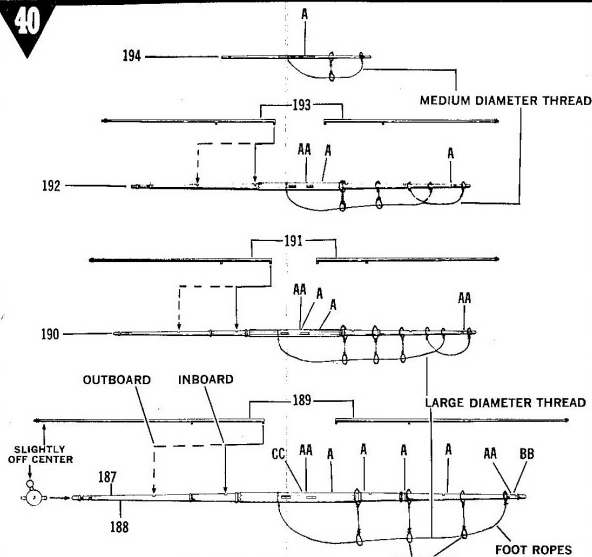 40
A
194
MEDIUM DIAMETER THREAD
193
AA A A
192
191
AA A A AA
190
OUTBOARD INBOARD
189
LARGE DIAMETER THREAD
SLIGHTLY
OFF CENTER
CC AA A A A A AA BB
187
188
FOOT ROPES